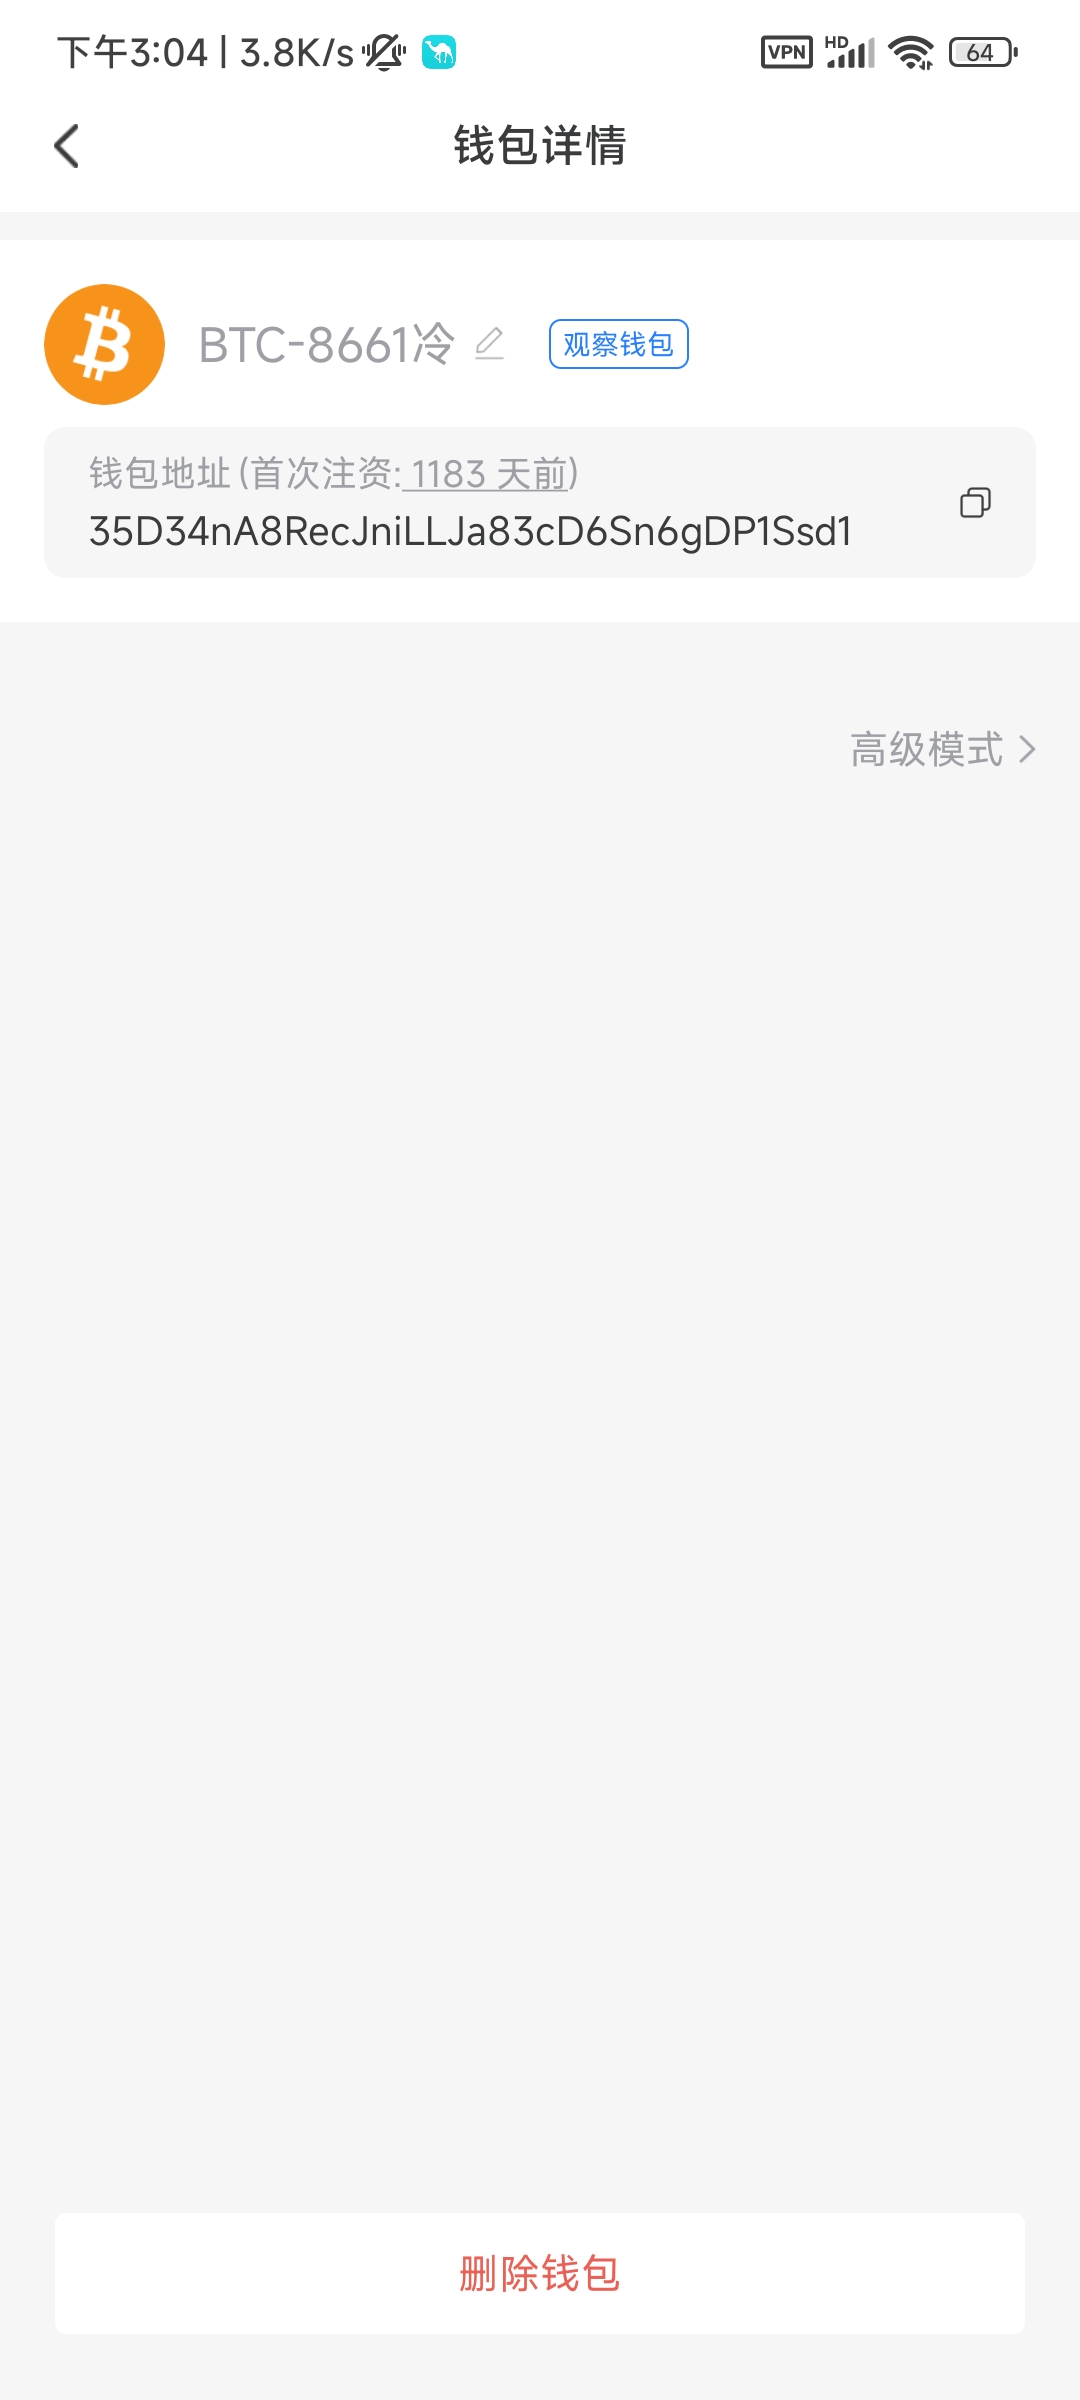 下午3:04 | 3.8K/s VPN HD 64
钱包详情
BTC-8661冷 观察钱包
钱包地址 (首次注资: 1183 天前)
35D34nA8RecJniLLJa83cD6Sn6gDP1Ssd1
高级模式
删除钱包